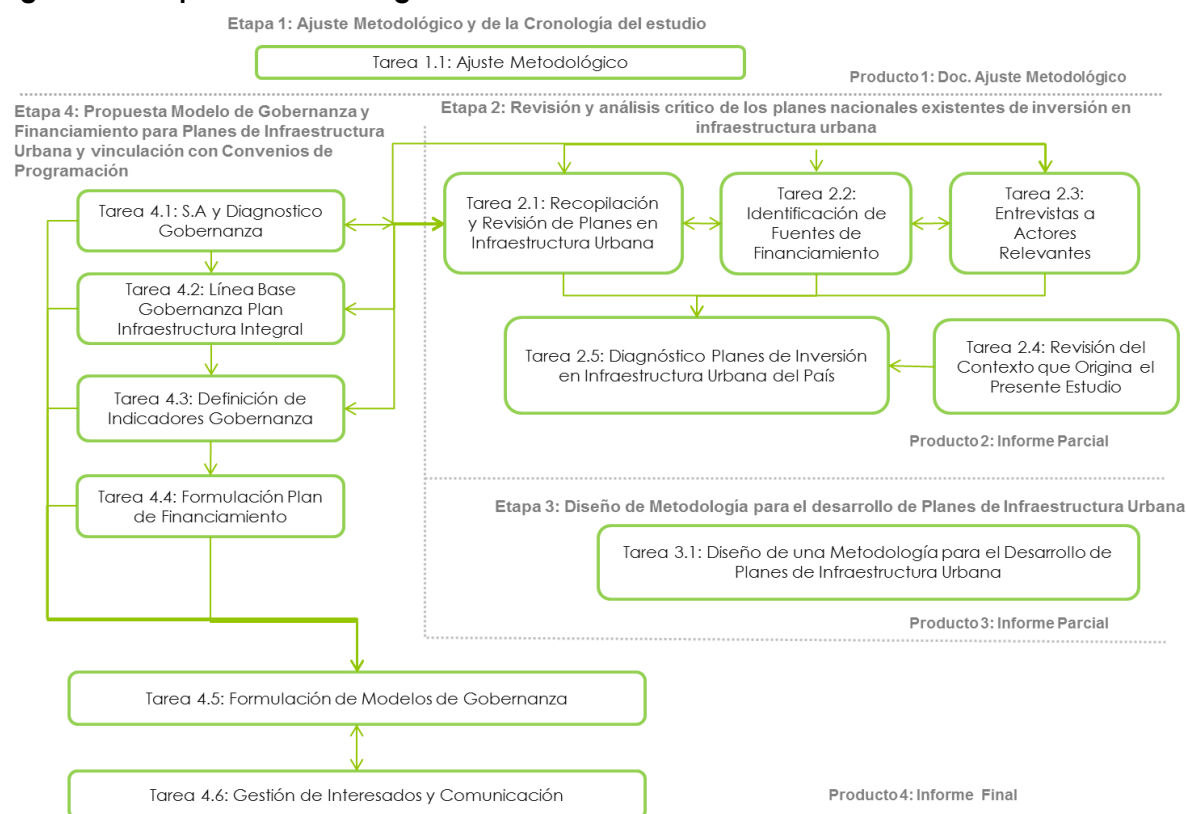 Etapa 1: Ajuste Metodológico y de la Cronología del estudio
Tarea 1.1: Ajuste Metodológico
Producto 1: Doc. Ajuste Metodológico
Etapa 4: Propuesta Modelo de Gobernanza y
Financiamiento para Planes de Infraestructura
Urbana y vinculación con Convenios de
Programación
Tarea 4.1: S.A y Diagnostico
Gobernanza
Tarea 4.2: Línea Base
Gobernanza Plan
Infraestructura Integral
Tarea 4.3: Definición de
Indicadores Gobernanza
Tarea 4.4: Formulación Plan
de Financiamiento
Etapa 2: Revisión y análisis crítico de los planes nacionales existentes de inversión en
infraestructura urbana
Tarea 2.1: Recopilación
y Revisión de Planes en
Infraestructura Urbana
Tarea 2.2:
Identificación de
Fuentes de
Financiamiento
Tarea 2.3:
Entrevistas a
Actores
Relevantes
Tarea 2.5: Diagnóstico Planes de Inversión
en Infraestructura Urbana del País
Tarea 2.4: Revisión del
Contexto que Origina el
Presente Estudio
Producto 2: Informe Parcial
Etapa 3: Diseño de Metodología para el desarrollo de Planes de Infraestructura Urbana
Tarea 3.1: Diseño de una Metodología para el Desarrollo de
Planes de Infraestructura Urbana
Producto 3: Informe Parcial
Tarea 4.5: Formulación de Modelos de Gobernanza
Tarea 4.6: Gestión de Interesados y Comunicación
Producto 4: Informe Final